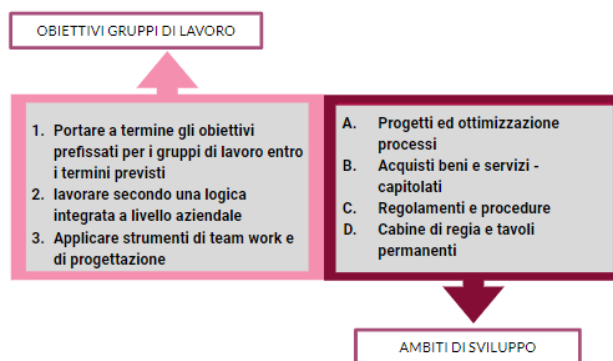 OBIETTIVI GRUPPI DI LAVORO
1. Portare a termine gli obiettivi
prefissati per i gruppi di lavoro entro
i termini previsti
2. lavorare secondo una logica
integrata a livello aziendale
3. Applicare strumenti di team work e
di progettazione
A. Progetti ed ottimizzazione
processi
B. Acquisti beni e servizi -
capitolati
C. Regolamenti e procedure
D. Cabine di regia e tavoli
permanenti
AMBITI DI SVILUPPO